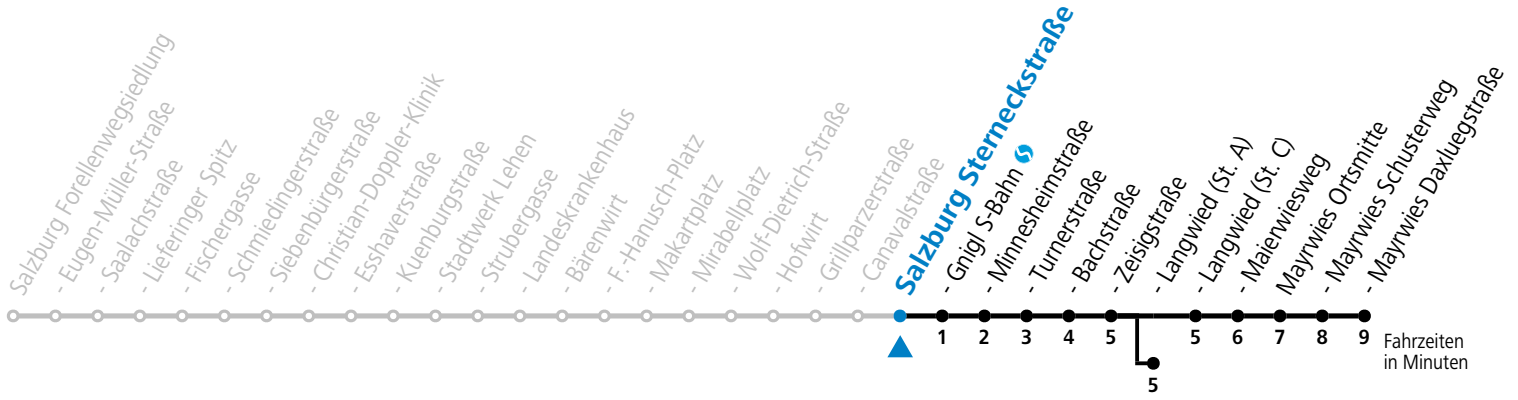 Salzburg Forellenwegsiedlung
- Eugen-Müller-Straße
- Saalachstraße
- Lieferinger Spitz
- Fischergasse
- Schmiedingerstraße
- Siebenbürgerstraße
- Christian-Doppler-Klinik
- Esshaverstraße
- Kuenburgstraße
- Stadtwerk Lehen
- Strubergasse
- Landeskrankenhaus
- Bärenwirt
- F.-Hanusch-Platz
- Makartplatz
- Mirabellplatz
- Wolf-Dietrich-Straße
- Hofwirt
- Grillparzerstraße
- Canavalstraße
Salzburg Sterneckstraße
- Gnigl S-Bahn
- Minnesheimstraße
- Turnerstraße
- Bachstraße
- Zeisigstraße
- Langwied (St. A)
- Langwied (St. C)
- Maienwiesweg
Mayrwies Ortsmitte
- Mayrwies Schusterweg
- Mayrwies Daxluegstraße
1 2 3 4 5 5 6 7 8 9
Fahrzeiten
in Minuten
5